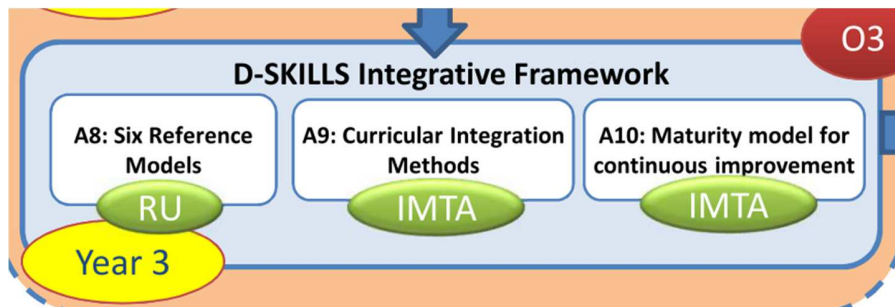 O3
D-SKILLS Integrative Framework
A8: Six Reference
Models
RU
A9: Curricular Integration
Methods
IMTA
A10: Maturity model for
continuous improvement
IMTA
Year 3